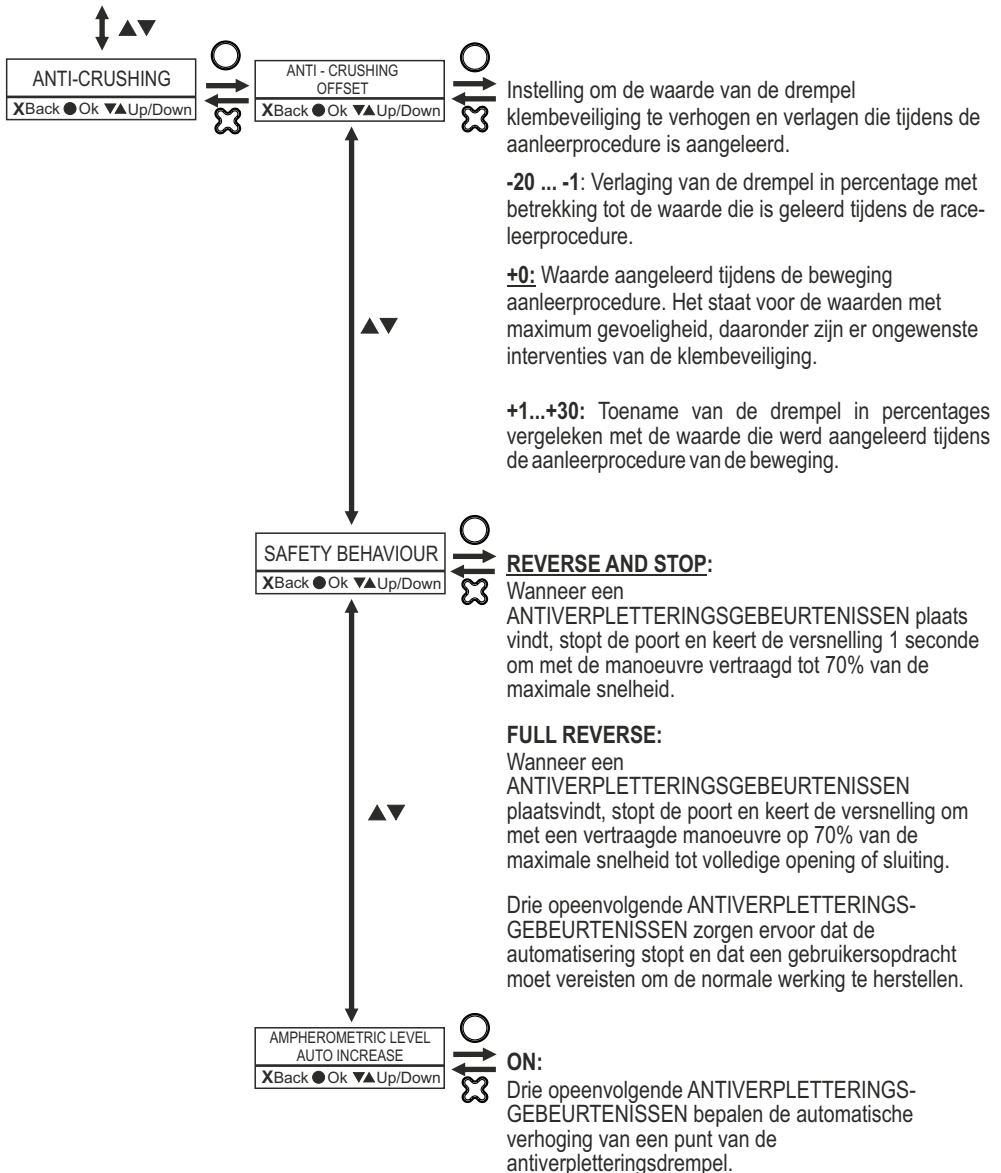 ▲▼
ANTI-CRUSHING
XBack ● Ok ▼▲Up/Down
ANTI - CRUSHING
OFFSET
XBack ● Ok ▼▲Up/Down
Instelling om de waarde van de drempel
klembeveiliging te verhogen en verlagen die tijdens de
aanleerprocedure is aangeleerd.
-20 ... -1: Verlaging van de drempel in percentage met
betrekking tot de waarde die is geleerd tijdens de race-
leerprocedure.
+0: Waarde aangeleerd tijdens de beweging
aanleerprocedure. Het staat voor de waarden met
maximum gevoeligheid, daaronder zijn er ongewenste
interventies van de klembeveiliging.
+1...+30: Toename van de drempel in percentages
vergeleken met de waarde die werd aangeleerd tijdens
de aanleerprocedure van de beweging.
▲▼
SAFETY BEHAVIOUR
XBack ● Ok ▼▲Up/Down
REVERSE AND STOP:
Wanneer een
ANTIVERPLETTERINGSGEBEURTENISSEN plaats
vindt, stopt de poort en keert de versnelling 1 seconde
om met de manoeuvre vertraagd tot 70% van de
maximale snelheid.
FULL REVERSE:
Wanneer een
ANTIVERPLETTERINGSGEBEURTENISSEN
plaatsvindt, stopt de poort en keert de versnelling om
met een vertraagde manoeuvre op 70% van de
maximale snelheid tot volledige opening of sluiting.
Drie opeenvolgende ANTIVERPLETTERINGS-
GEBEURTENISSEN zorgen ervoor dat de
automatisering stopt en dat een gebruikersopdracht
moet vereisten om de normale werking te herstellen.
▲▼
AMPHEROMETRIC LEVEL
AUTO INCREASE
XBack ● Ok ▼▲Up/Down
ON:
Drie opeenvolgende ANTIVERPLETTERINGS-
GEBEURTENISSEN bepalen de automatische
verhoging van een punt van de
antiverpletteringsdrempel.